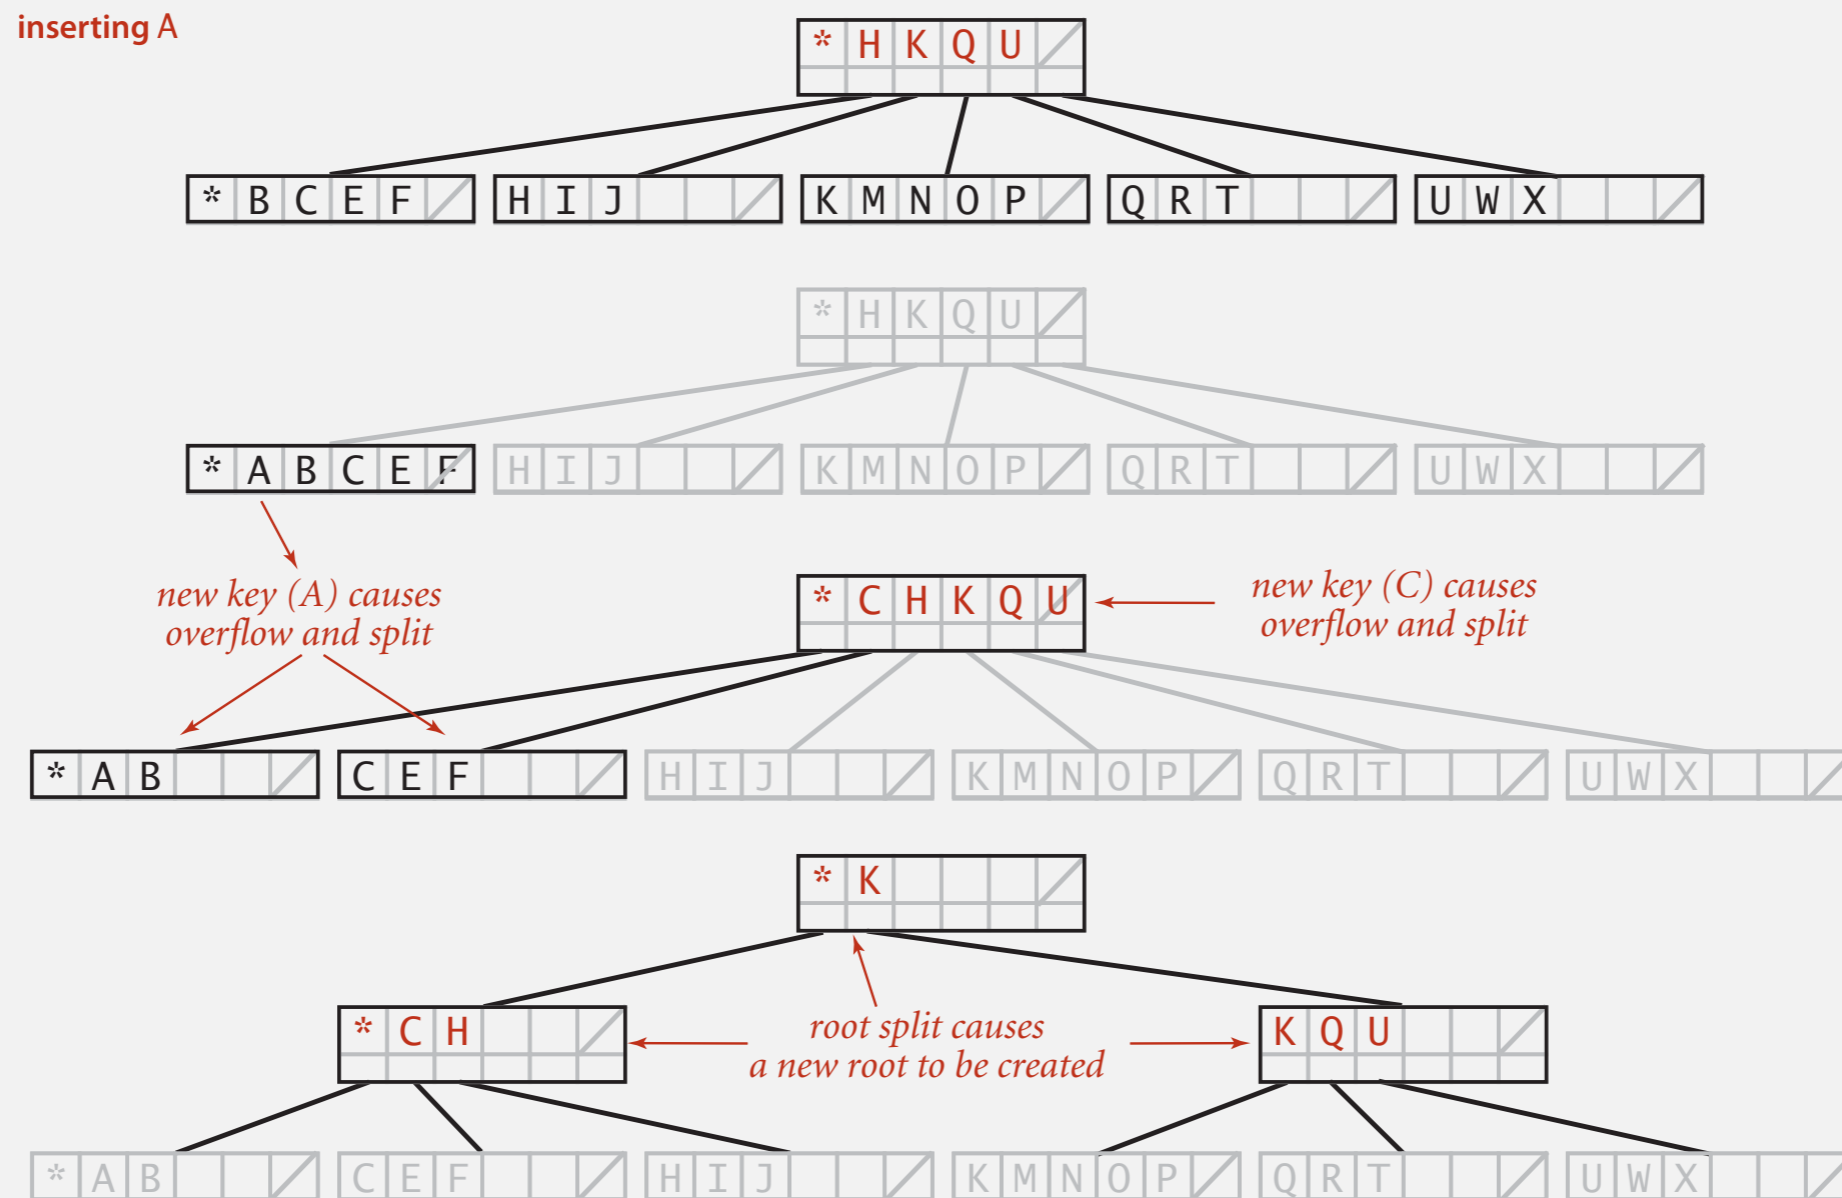 inserting A
* H K Q U
* B C E F H I J K M N O P Q R T U W X
* H K Q U
* A B C E F H I J K M N O P Q R T U W X
new key (A) causes
overflow and split
* C H K Q U
new key (C) causes
overflow and split
* A B C E F H I J K M N O P Q R T U W X
* K
* C H
root split causes
a new root to be created
K Q U
* A B C E F H I J K M N O P Q R T U W X